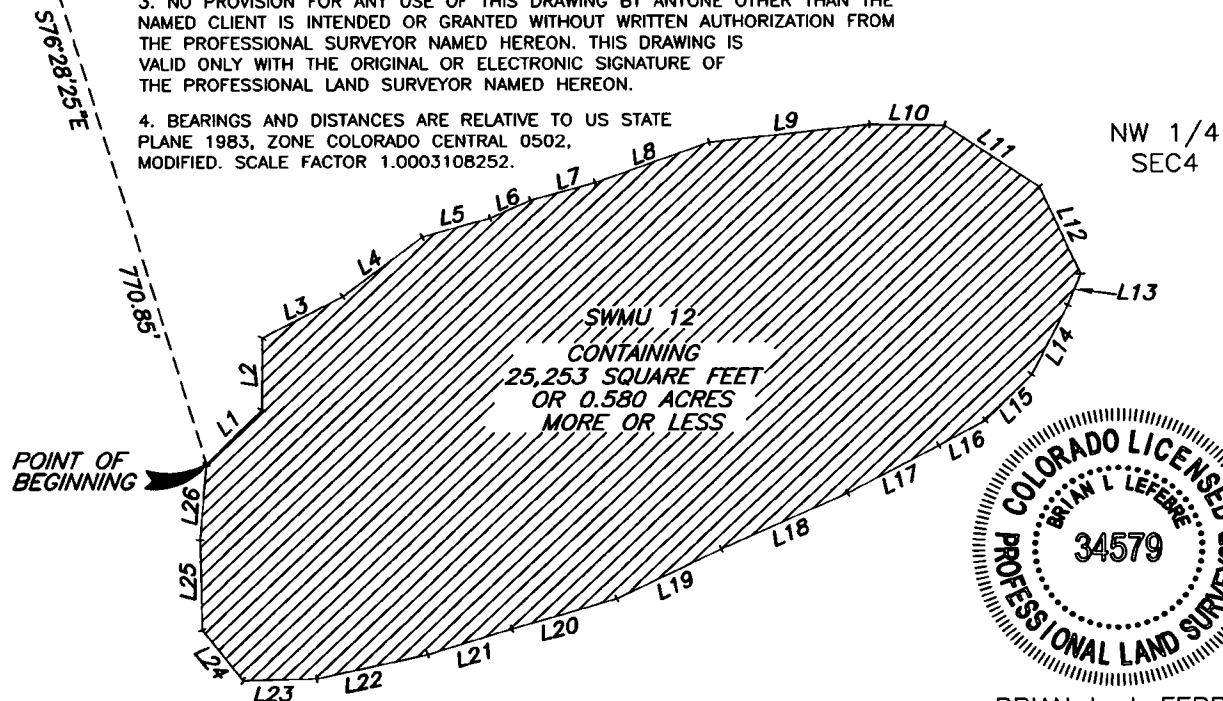 3. NO PROVISION FOR ANY USE OF THIS DRAWING BY ANYONE OTHER THAN THE
NAMED CLIENT IS INTENDED OR GRANTED WITHOUT WRITTEN AUTHORIZATION FROM
THE PROFESSIONAL SURVEYOR NAMED HEREON. THIS DRAWING IS
VALID ONLY WITH THE ORIGINAL OR ELECTRONIC SIGNATURE OF
THE PROFESSIONAL LAND SURVEYOR NAMED HEREON.
4. BEARINGS AND DISTANCES ARE RELATIVE TO US STATE
PLANE 1983, ZONE COLORADO CENTRAL 0502,
MODIFIED. SCALE FACTOR 1.0003108252.
S76°28'25"E
770.85'
NW 1/4
SEC4
L1
L2
L3
L4
L5
L6
L7
L8
L9
L10
L11
L12
L13
L14
L15
L16
L17
L18
L19
L20
L21
L22
L23
L24
L25
L26
SWMU 12
CONTAINING
25,253 SQUARE FEET
OR 0.580 ACRES
MORE OR LESS
POINT OF
BEGINNING
COLORADO LICENSED
BRIAN L LEFEBRE
34579
PROFESSIONAL LAND